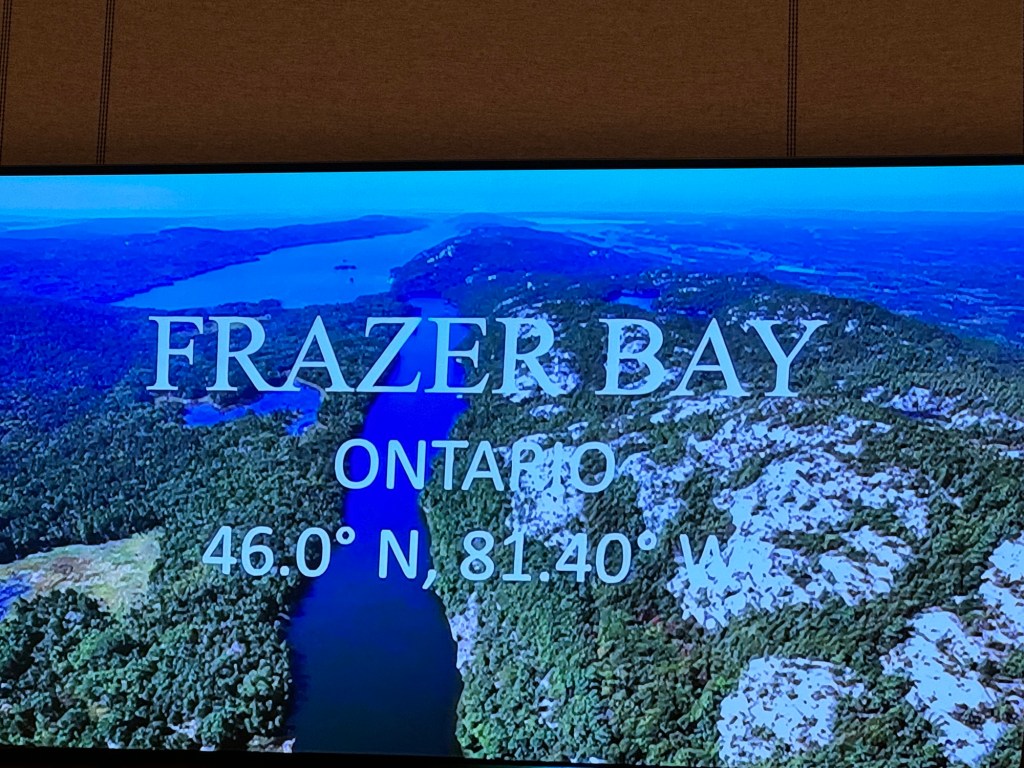 FRAZER BAY
ONTARIO
46.0° N, 81.40° W